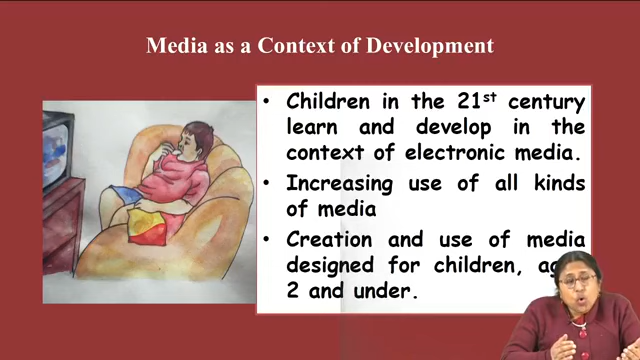 Media as a Context of Development
• Children in the 21st century
learn and develop in the
context of electronic media.
• Increasing use of all kinds
of media
• Creation and use of media
designed for children,
2 and under.